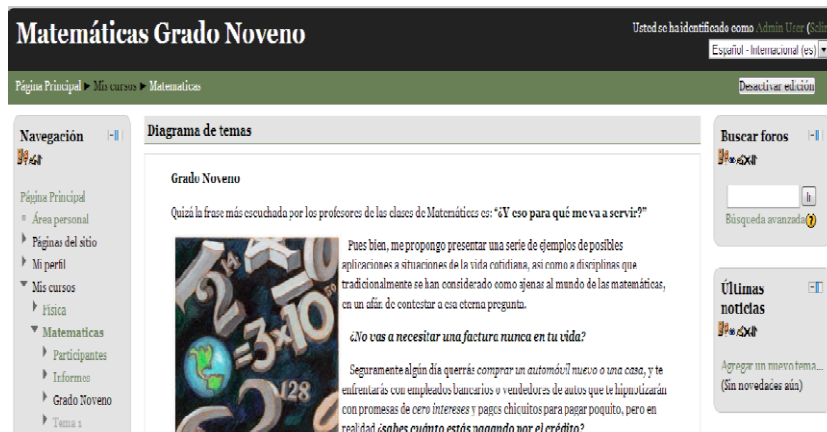 Matemáticas Grado Noveno
Usted se ha identificado como Admin User (Salir
Español - Internacional (es)
Página Principal ▶ Mis cursos ▶ Matematicas
Desactivar edición
Navegación
Página Principal
Área personal
Páginas del sitio
Mi perfil
Mis cursos
Física
Matematicas
Participantes
Informes
Grado Noveno
Tema 1
Diagrama de temas
Grado Noveno
Quizá la frase más escuchada por los profesores de las clases de Matemáticas es: "¿Y eso para qué me va a servir?"
=3×10
128
Pues bien, me propongo presentar una serie de ejemplos de posibles
aplicaciones a situaciones de la vida cotidiana, asi como a disciplinas que
tradicionalmente se han considerado como ajenas al mundo de las matemáticas,
en un afán de contestar a esa eterna pregunta.
¿No vas a necesitar una factura nunca en tu vida?
Seguramente algún día querrás comprar un automóvil nuevo o una casa, y te
enfrentarás con empleados bancarios o vendedores de autos que te hipnotizarán
con promesas de cero intereses y pagos chiquitos para pagar poquito, pero en
realidad ¿sabes cuánto estás pagando por el crédito?
Buscar foros
Ir
Búsqueda avanzada
Últimas
noticias
Agregar un nuevo tema...
(Sin novedades aún)